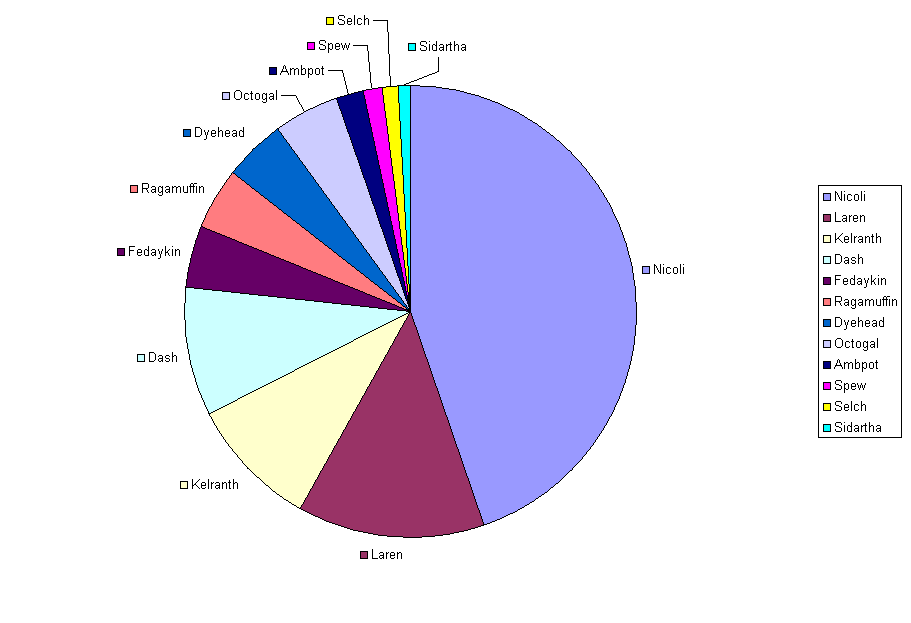 Selch
Spew
Sidartha
Ambpot
Octogal
Dyehead
Ragamuffin
Fedaykin
Nicoli
Dash
Kelranth
Laren
Nicoli
Laren
Kelranth
Dash
Fedaykin
Ragamuffin
Dyehead
Octogal
Ambpot
Spew
Selch
Sidartha